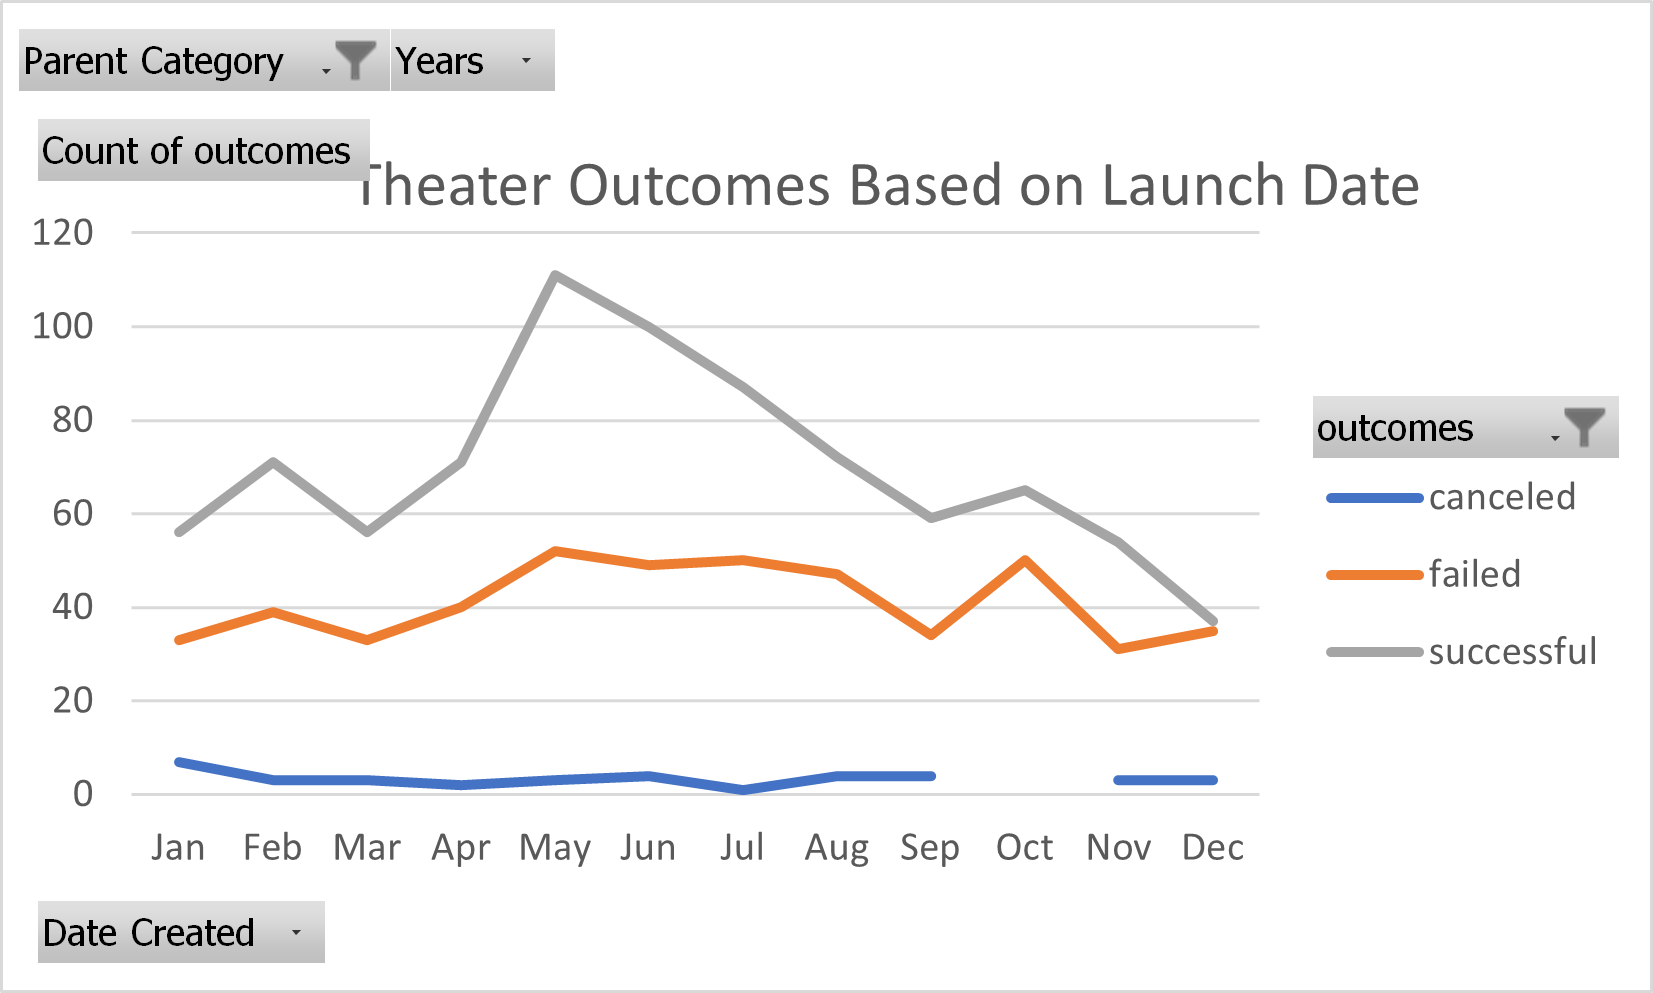 Parent Category Years
Count of outcomes
Theater Outcomes Based on Launch Date
120
100
80
60
40
20
0
Jan Feb Mar Apr May Jun Jul Aug Sep Oct Nov Dec
outcomes
canceled
failed
successful
Date Created